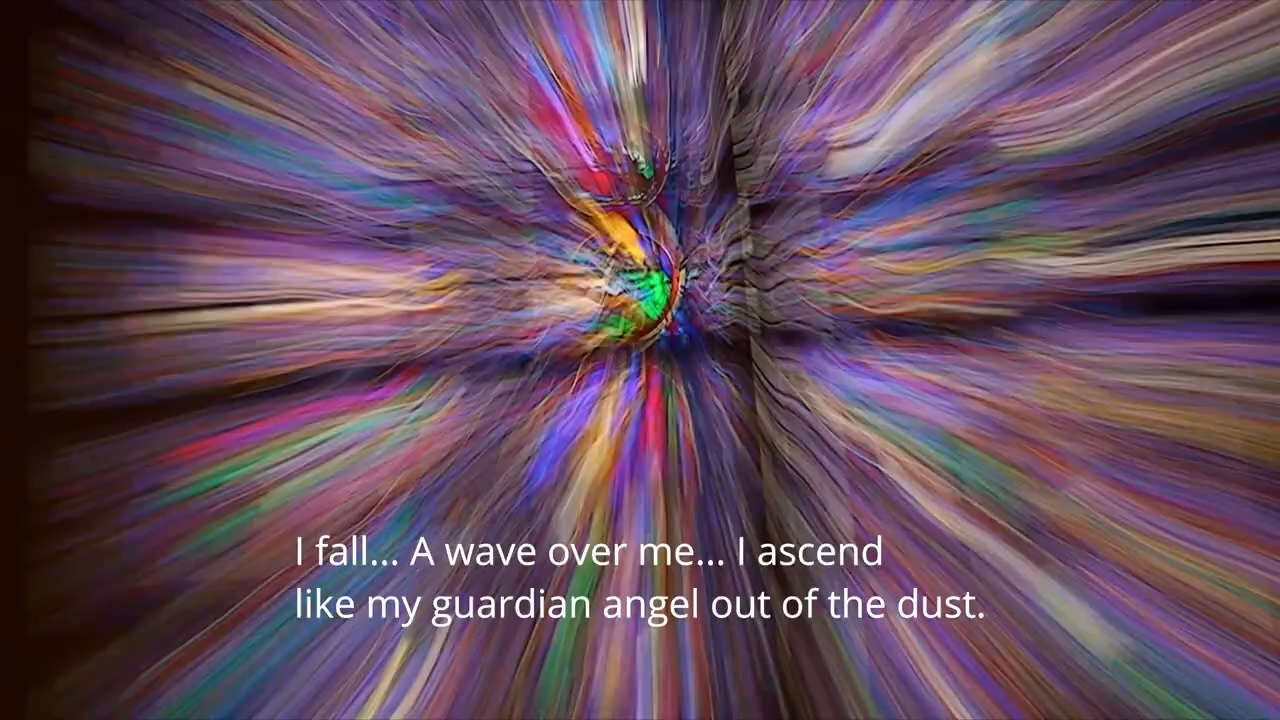 I fall... A wave over me... I ascend
like my guardian angel out of the dust.